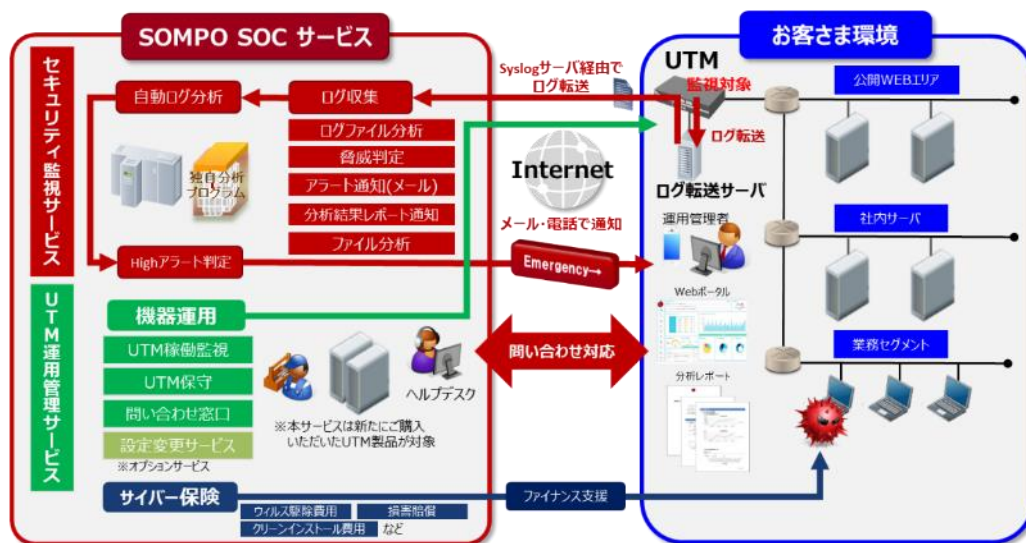 SOMPO SOC サービス
セキュリティ監視サービス
自動ログ分析
ログ収集
ログファイル分析
脅威判定
アラート通知(メール)
分析結果レポート通知
ファイル分析
独自分析
プログラム
Highアラート判定
UTM運用管理サービス
機器運用
UTM稼働監視
UTM保守
問い合わせ窓口
設定変更サービス
※オプションサービス
ヘルプデスク
※本サービスは新たにご購入
いただいたUTM製品が対象
サイバー保険
ウィルス駆除費用
損害賠償
クリーンインストール費用
など
Syslogサーバ経由で
ログ転送
Internet
メール・電話で通知
Emergency→
問い合わせ対応
ファイナンス支援
お客さま環境
UTM
監視対象
ログ転送
ログ転送サーバ
運用管理者
Webポータル
分析レポート
公開WEBエリア
社内サーバ
業務セグメント